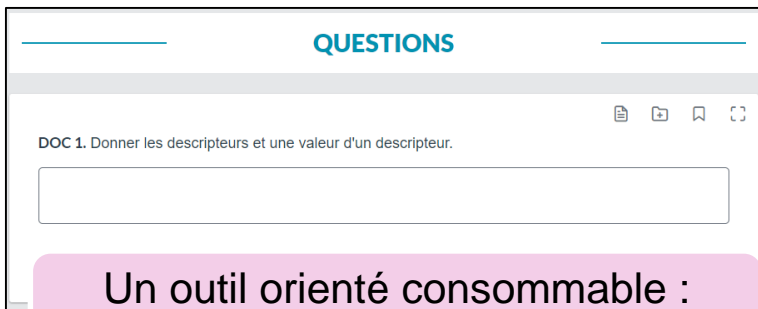 QUESTIONS
DOC 1. Donner les descripteurs et une valeur d'un descripteur.
Un outil orienté consommable :